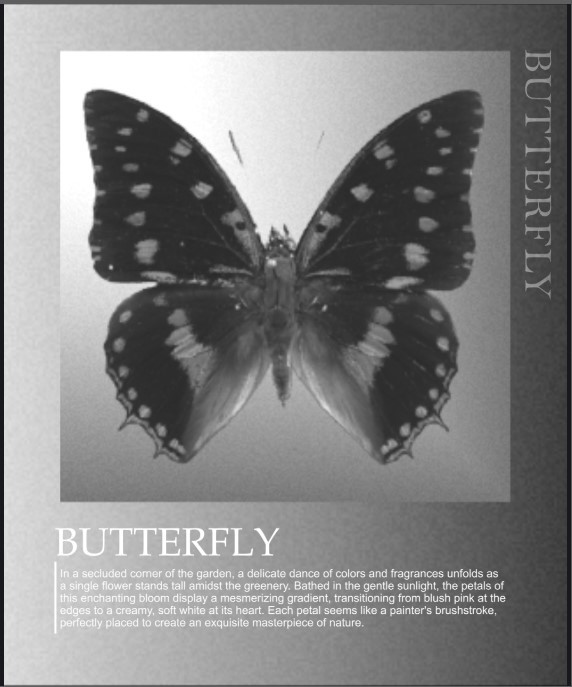 BUTTERFLY
BUTTERFLY
In a secluded corner of the garden, a delicate dance of colors and fragrances unfolds as
a single flower stands tall amidst the greenery. Bathed in the gentle sunlight, the petals of
this enchanting bloom display a mesmerizing gradient, transitioning from blush pink at the
edges to a creamy, soft white at its heart. Each petal seems like a painter's brushstroke,
perfectly placed to create an exquisite masterpiece of nature.